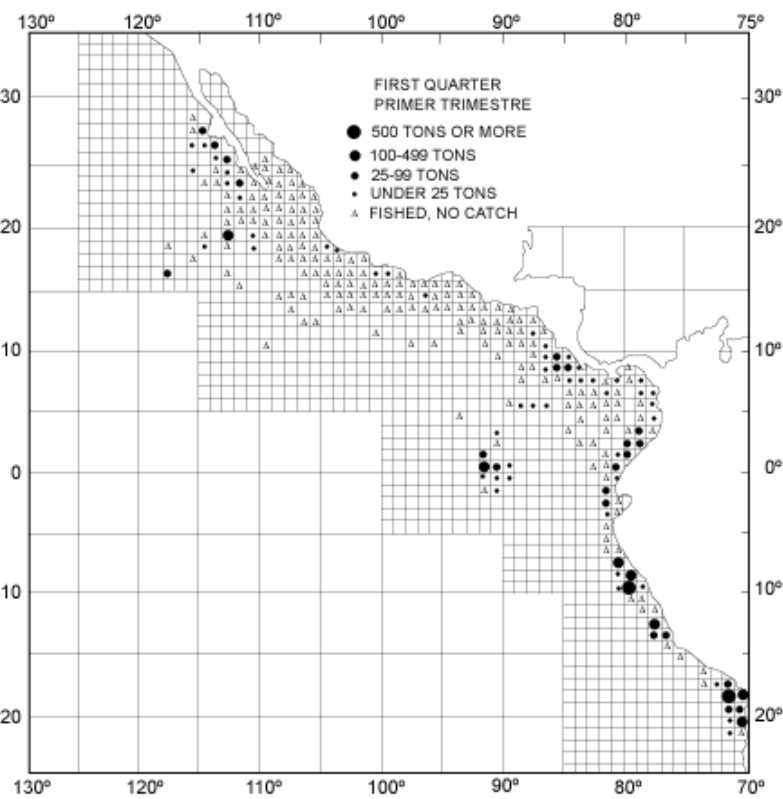 130º 120º 110º 100º 90º 80º 75º
30 30º
FIRST QUARTER
PRIMER TRIMESTRE
500 TONS OR MORE
100-499 TONS
25-99 TONS
UNDER 25 TONS
FISHED, NO CATCH
20 20º
10 10º
0 0º
10 10º
20 20º
130º 120º 110º 100º 90º 80º 70º